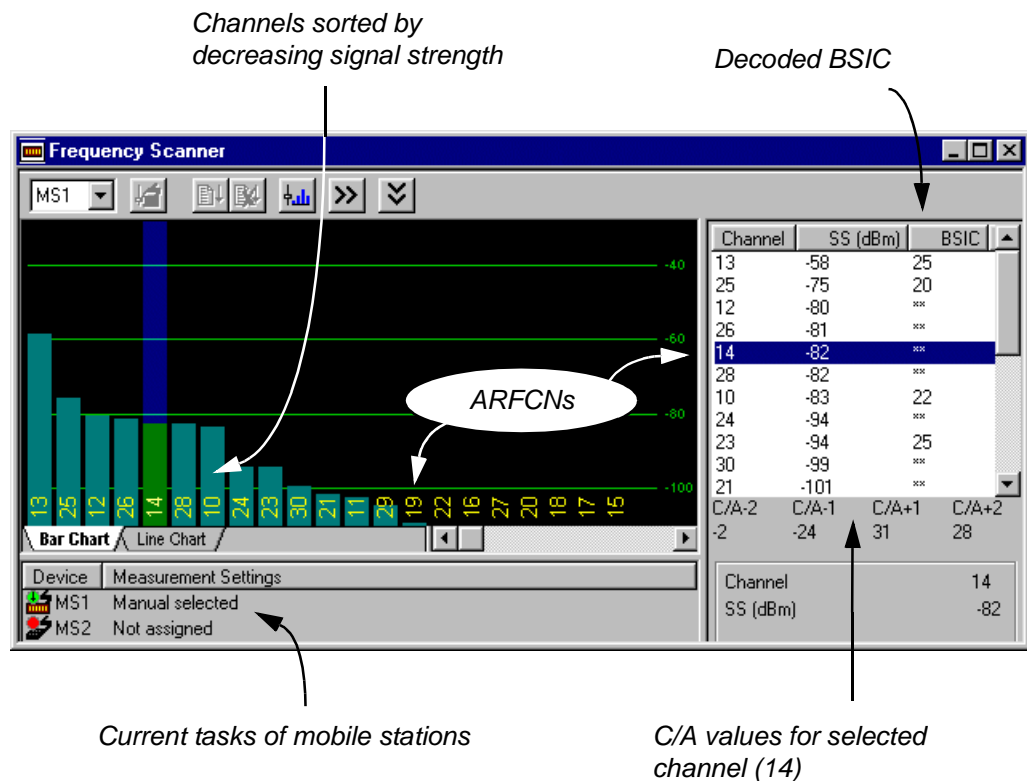 Channels sorted by
decreasing signal strength
Decoded BSIC
Frequency Scanner
MS1
Channel SS (dBm) BSIC
13 -58 25
25 -75 20
12 -80 **
26 -81 **
14 -82 **
28 -82 **
10 -83 22
24 -94 **
23 -94 25
30 -99 **
21 -101 **
-40
-60
-80
-100
ARFCNs
13 25 12 26 14 28 10 24 23 30 21 11 29 19 22 16 27 20 18 17 15
C/A-2 C/A-1 C/A+1 C/A+2
-2 -24 31 28
Bar Chart Line Chart
Device Measurement Settings
MS1 Manual selected
MS2 Not assigned
Channel 14
SS (dBm) -82
Current tasks of mobile stations
C/A values for selected
channel (14)